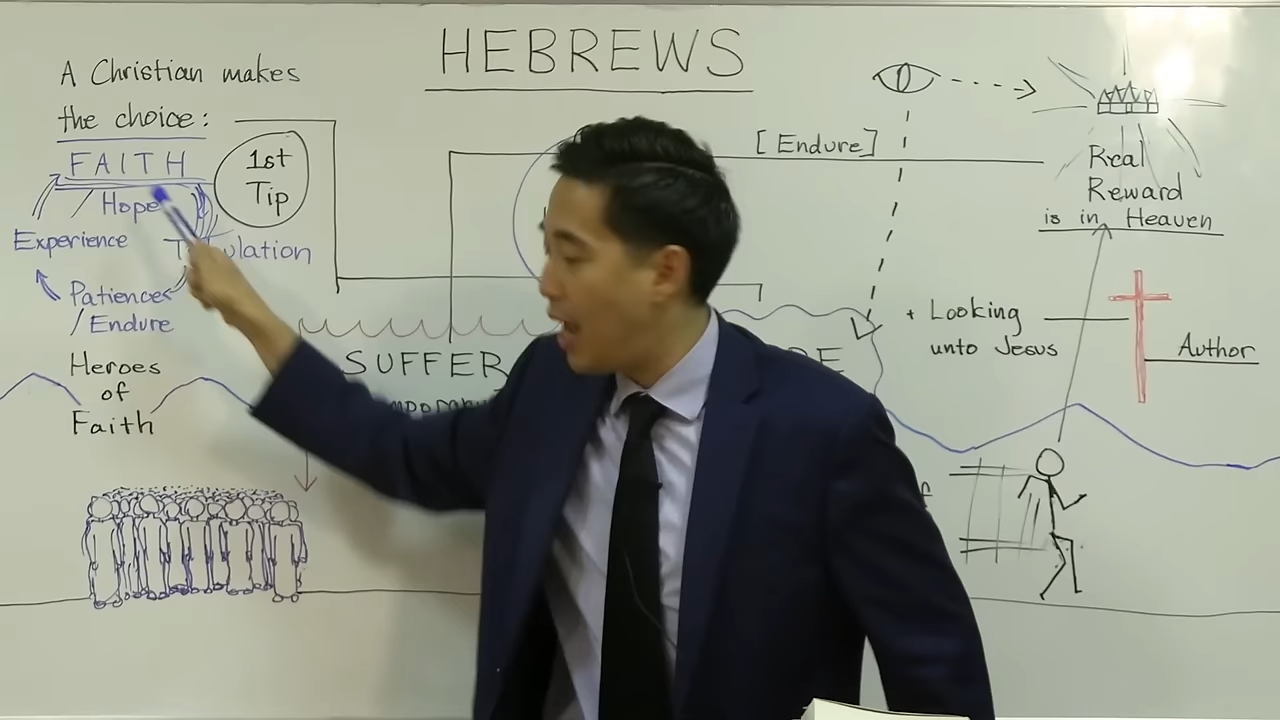 HEBREWS
A Christian makes
the choice:
FAITH
/ Hope
Experience
Patiences
/ Endure
1st
Tip
Heroes
of
Faith
[Endure]
SUFFER
Real
Reward
is in Heaven
+ Looking
unto Jesus
Author